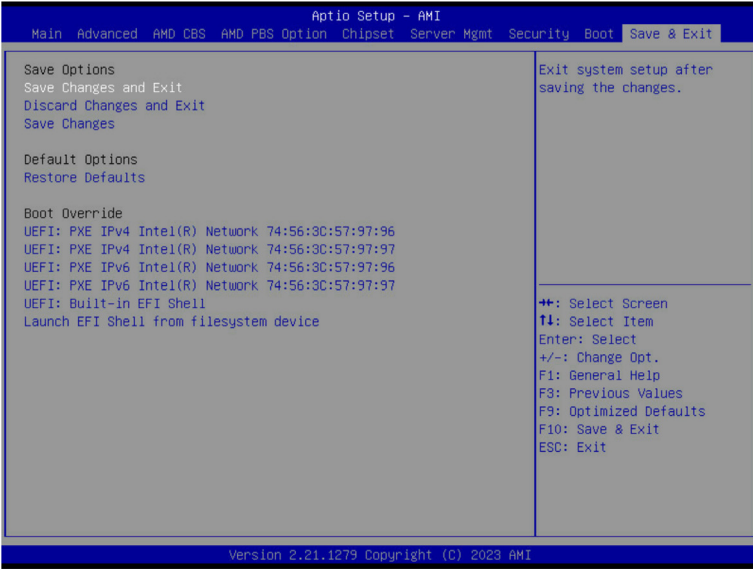 Aptio Setup – AMI
Main Advanced AMD CBS AMD PBS Option Chipset Server Mgmt Security Boot Save & Exit
Save Options
Save Changes and Exit
Discard Changes and Exit
Save Changes
Default Options
Restore Defaults
Boot Override
UEFI: PXE IPv4 Intel(R) Network 74:56:3C:57:97:96
UEFI: PXE IPv4 Intel(R) Network 74:56:3C:57:97:97
UEFI: PXE IPv6 Intel(R) Network 74:56:3C:57:97:96
UEFI: PXE IPv6 Intel(R) Network 74:56:3C:57:97:97
UEFI: Built-in EFI Shell
Launch EFI Shell from filesystem device
Exit system setup after
saving the changes.
→←: Select Screen
↑↓: Select Item
Enter: Select
+/-: Change Opt.
F1: General Help
F3: Previous Values
F9: Optimized Defaults
F10: Save & Exit
ESC: Exit
Version 2.21.1279 Copyright (C) 2023 AMI